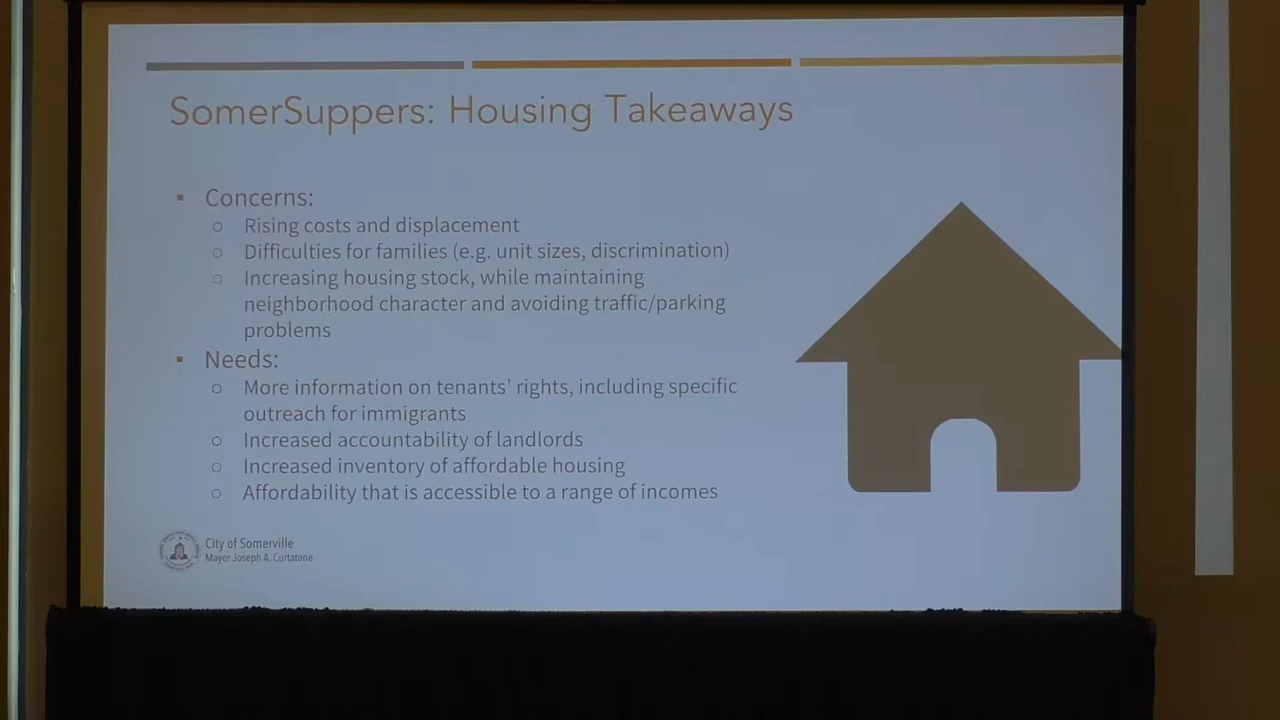 SomerSuppers: Housing Takeaways
▪ Concerns:
○ Rising costs and displacement
○ Difficulties for families (e.g. unit sizes, discrimination)
○ Increasing housing stock, while maintaining
neighborhood character and avoiding traffic/parking
problems
▪ Needs:
○ More information on tenants’ rights, including specific
outreach for immigrants
○ Increased accountability of landlords
○ Increased inventory of affordable housing
○ Affordability that is accessible to a range of incomes
City of Somerville
Mayor Joseph A. Curtatone